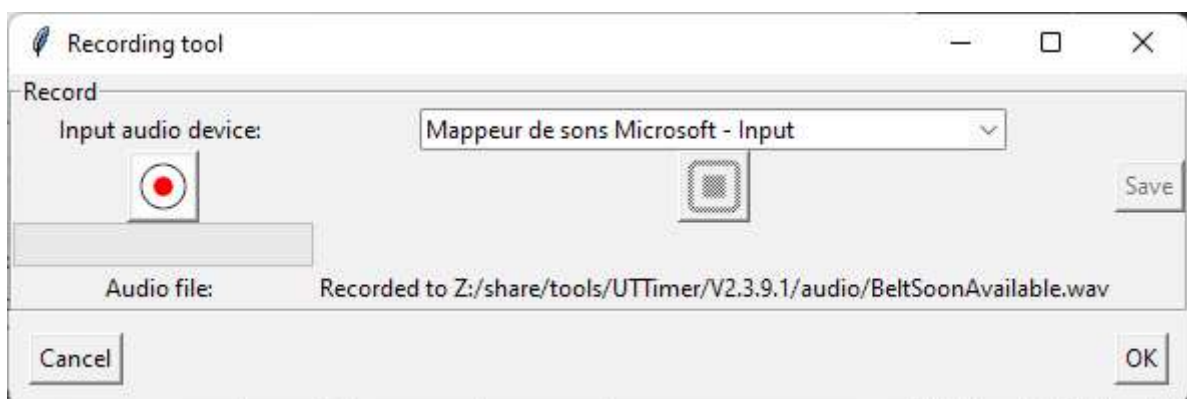 Recording tool
Record
Input audio device: Mappeur de sons Microsoft - Input
Save
Audio file: Recorded to Z:/share/tools/UTTimer/V2.3.9.1/audio/BeltSoonAvailable.wav
Cancel OK